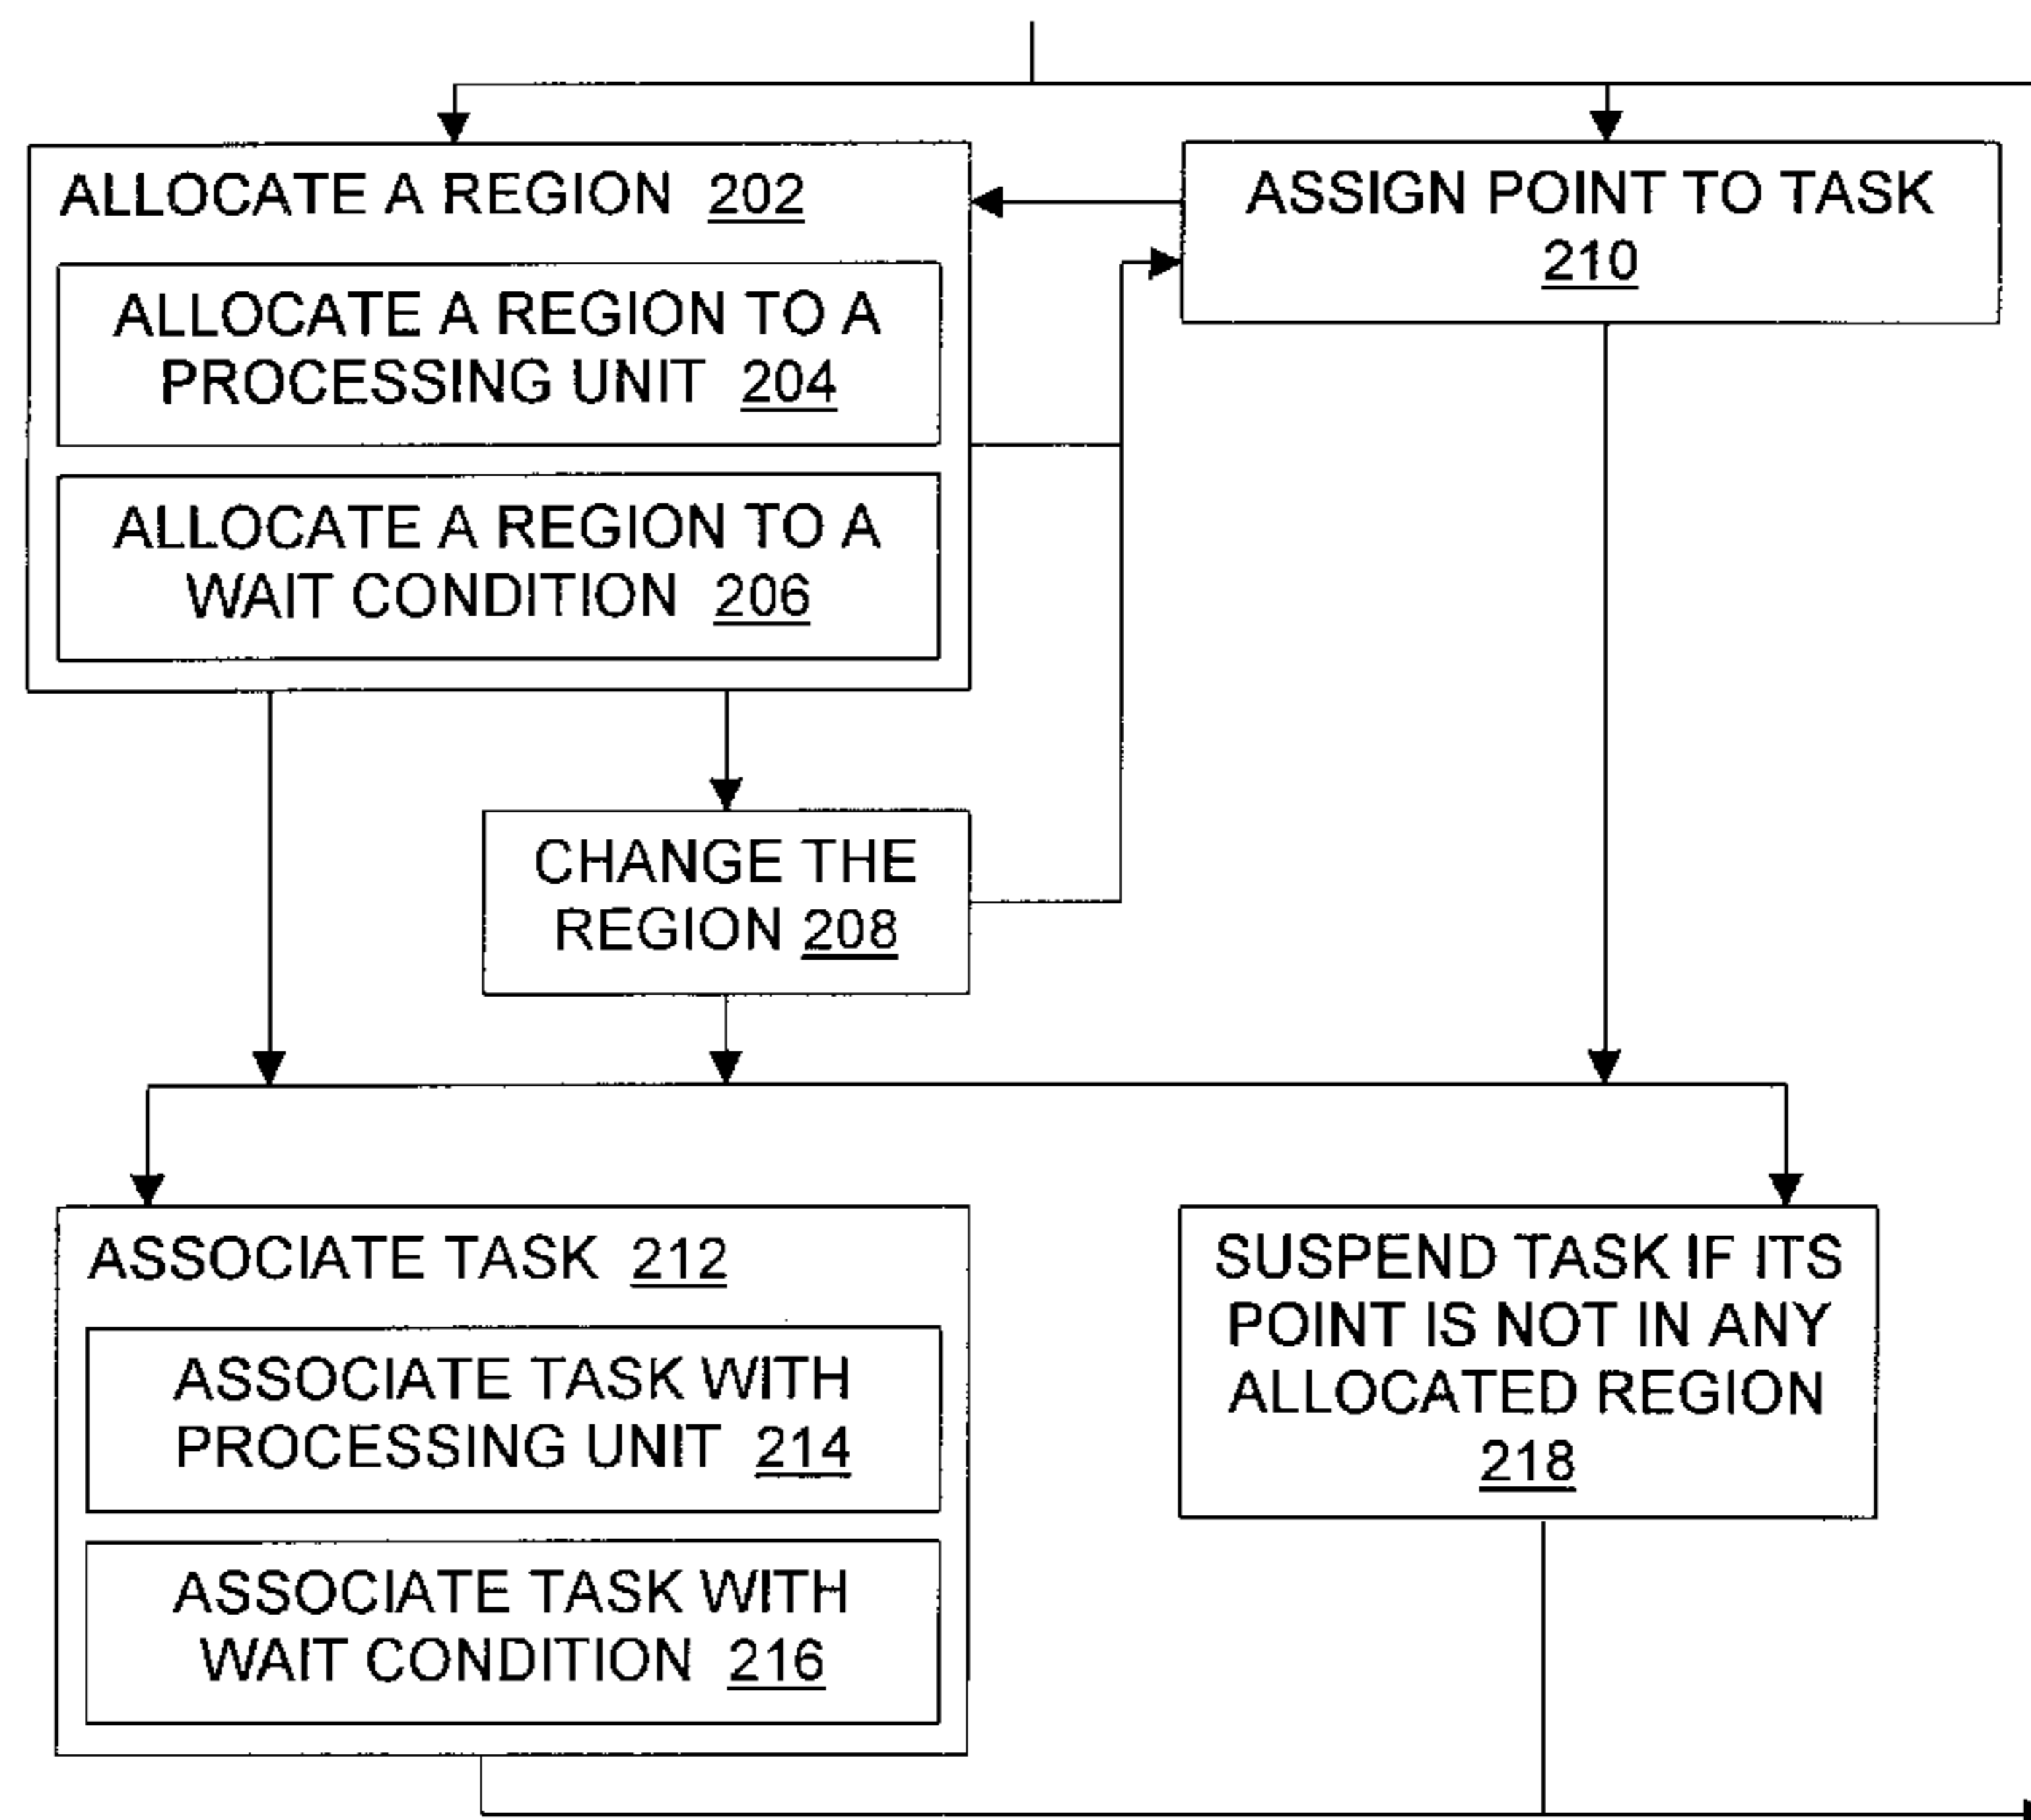 ALLOCATE A REGION 202
ALLOCATE A REGION TO A
PROCESSING UNIT 204
ALLOCATE A REGION TO A
WAIT CONDITION 206
ASSIGN POINT TO TASK
210
CHANGE THE
REGION 208
ASSOCIATE TASK 212
ASSOCIATE TASK WITH
PROCESSING UNIT 214
ASSOCIATE TASK WITH
WAIT CONDITION 216
SUSPEND TASK IF ITS
POINT IS NOT IN ANY
ALLOCATED REGION
218